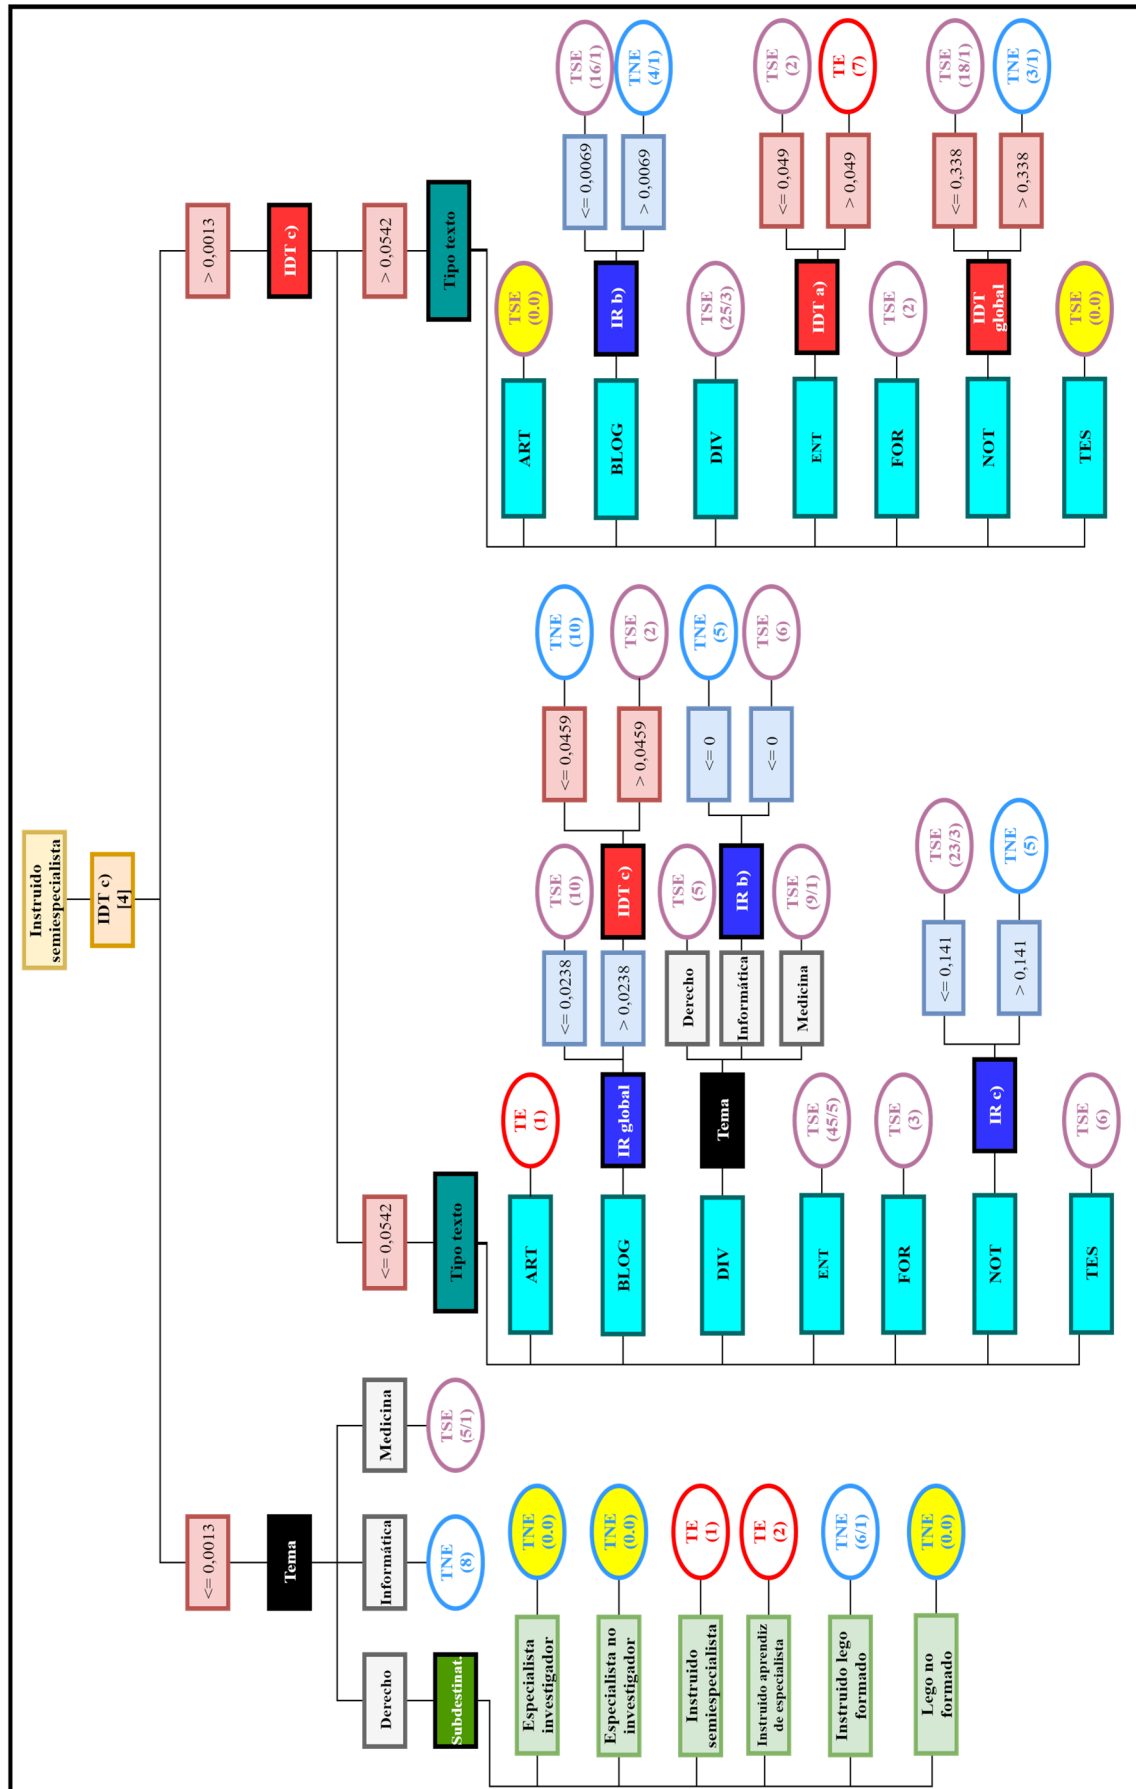 Instruido
semiespecialista
IDT c)
[4]
<= 0,0013
> 0,0013
Tema
IDT c)
Derecho
Informática
Medicina
<= 0,0542
> 0,0542
Subdestinat.
TNE
(8)
TSE
(5/1)
Tipo texto
Tipo texto
Especialista
investigador
TNE
(0.0)
Especialista no
investigador
TNE
(0.0)
Instruido
semiespecialista
TE
(1)
Instruido aprendiz
de especialista
TE
(2)
Instruido lego
formado
TNE
(6/1)
Lego no
formado
TNE
(0.0)
ART
TE
(1)
BLOG
IR global
<= 0,0238
TSE
(10)
> 0,0238
IDT c)
<= 0,0459
TNE
(10)
> 0,0459
TSE
(2)
DIV
Tema
Derecho
TSE
(5)
Informática
IR b)
<= 0
TNE
(5)
<= 0
TSE
(6)
Medicina
TSE
(9/1)
ENT
TSE
(45/5)
FOR
TSE
(3)
NOT
IR c)
<= 0,141
TSE
(23/3)
> 0,141
TNE
(5)
TES
TSE
(6)
ART
TSE
(0.0)
BLOG
IR b)
<= 0,0069
TSE
(16/1)
> 0,0069
TNE
(4/1)
DIV
TSE
(25/3)
ENT
IDT a)
<= 0,049
TSE
(2)
> 0,049
TE
(7)
FOR
TSE
(2)
NOT
IDT
global
<= 0,338
TSE
(18/1)
> 0,338
TNE
(3/1)
TES
TSE
(0.0)